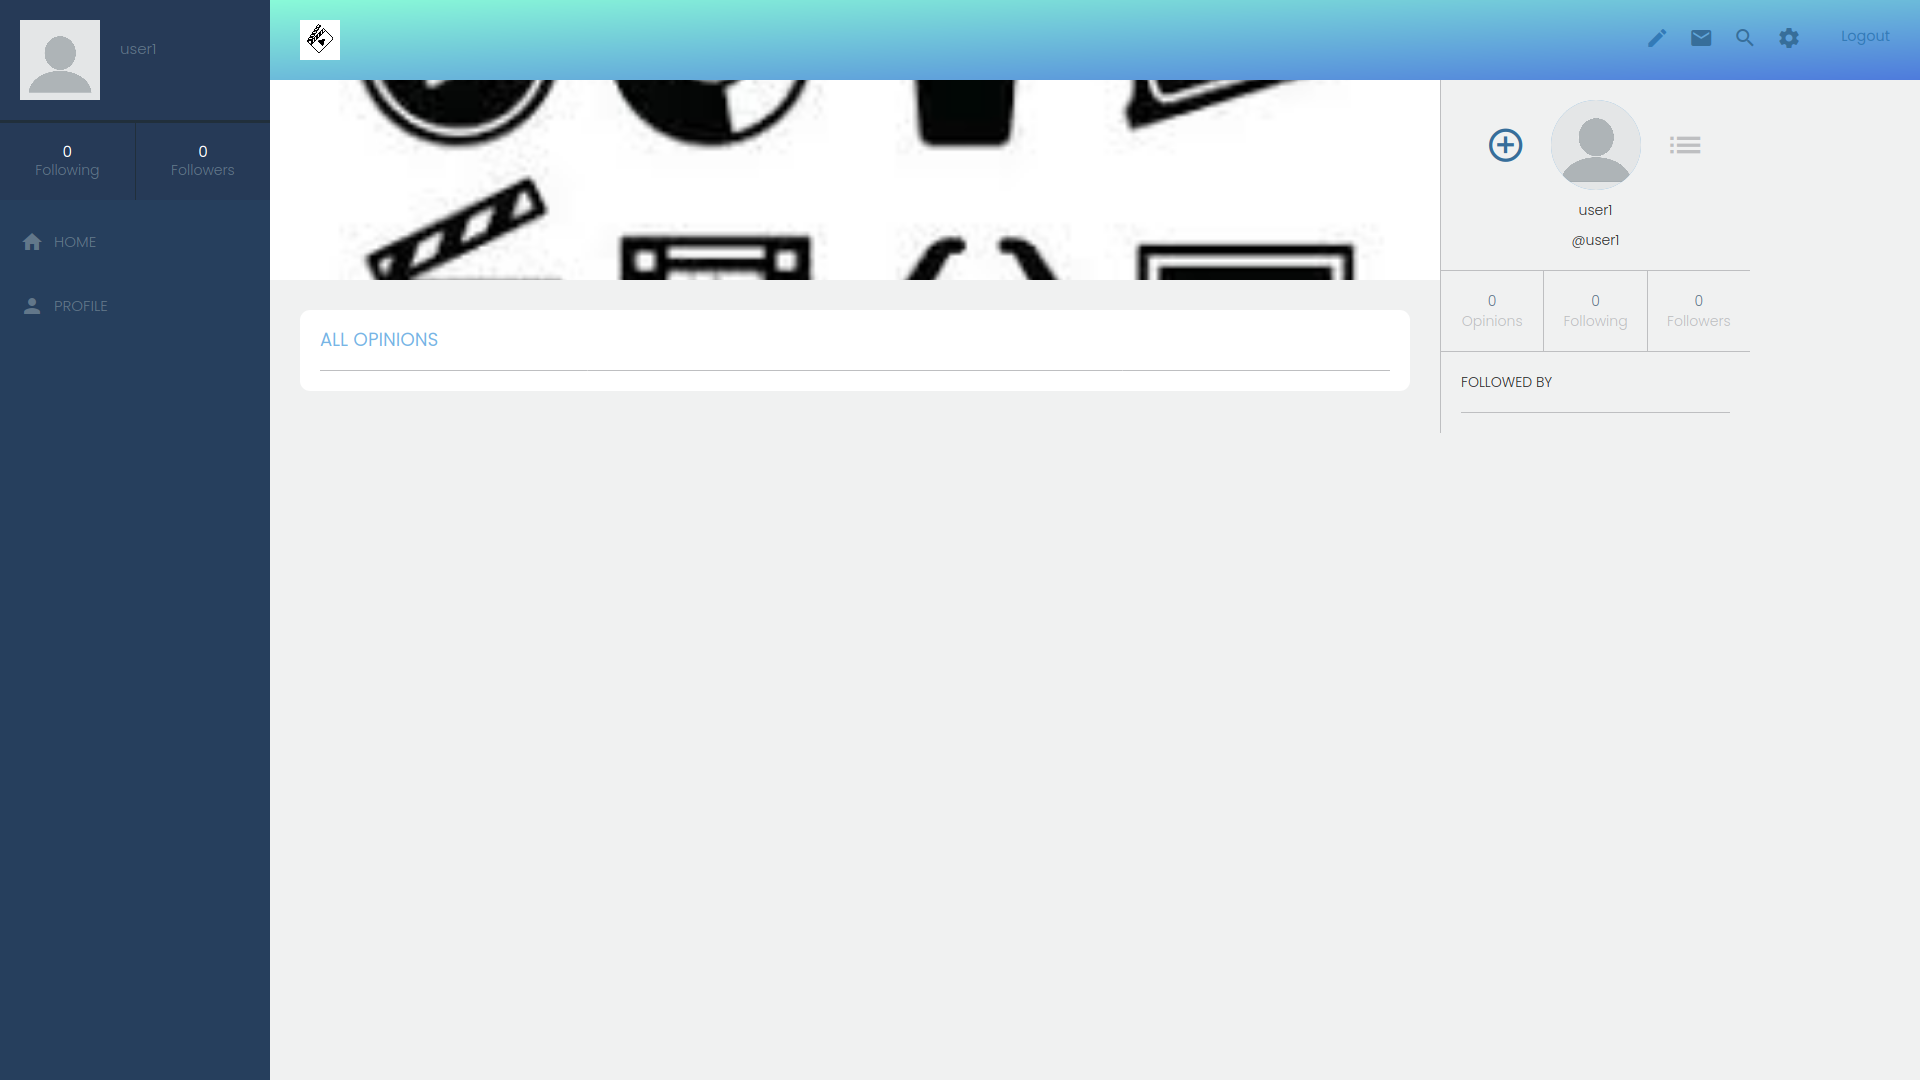 user1
0
Following
0
Followers
HOME
PROFILE
Logout
ALL OPINIONS
user1
@user1
0
Opinions
0
Following
0
Followers
FOLLOWED BY